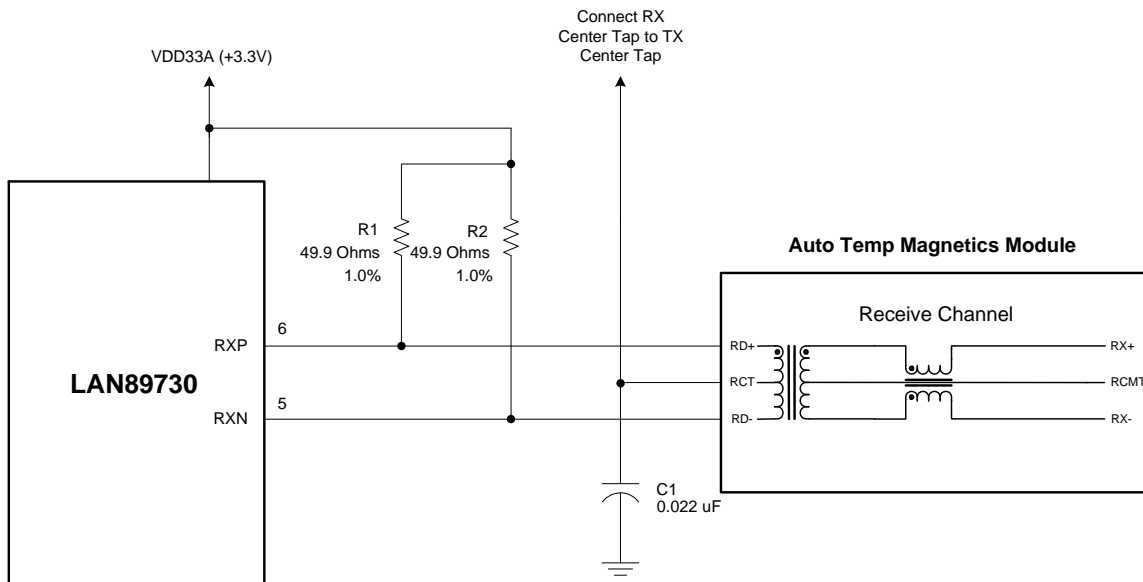 Connect RX
Center Tap to TX
Center Tap
VDD33A (+3.3V)
R1
49.9 Ohms
1.0%
R2
49.9 Ohms
1.0%
Auto Temp Magnetics Module
Receive Channel
6
RXP
RD+
RX+
LAN89730
RCT
RCMT
5
RXN
RD-
RX-
C1
0.022 uF